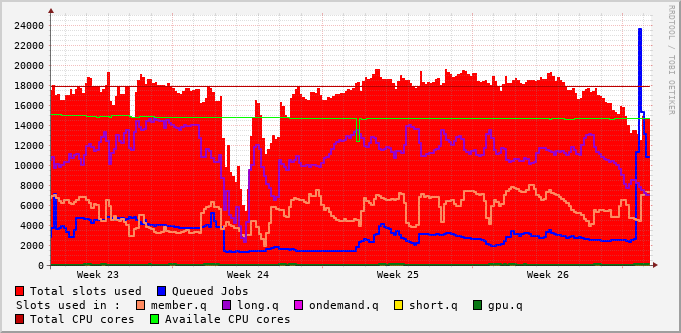 24000
22000
20000
18000
16000
14000
12000
10000
8000
6000
4000
2000
0
Week 23 Week 24 Week 25 Week 26
Total slots used Queued Jobs
Slots used in : member.q long.q ondemand.q short.q gpu.q
Total CPU cores Availale CPU cores
RRDTOOL / TOBI OETIKER